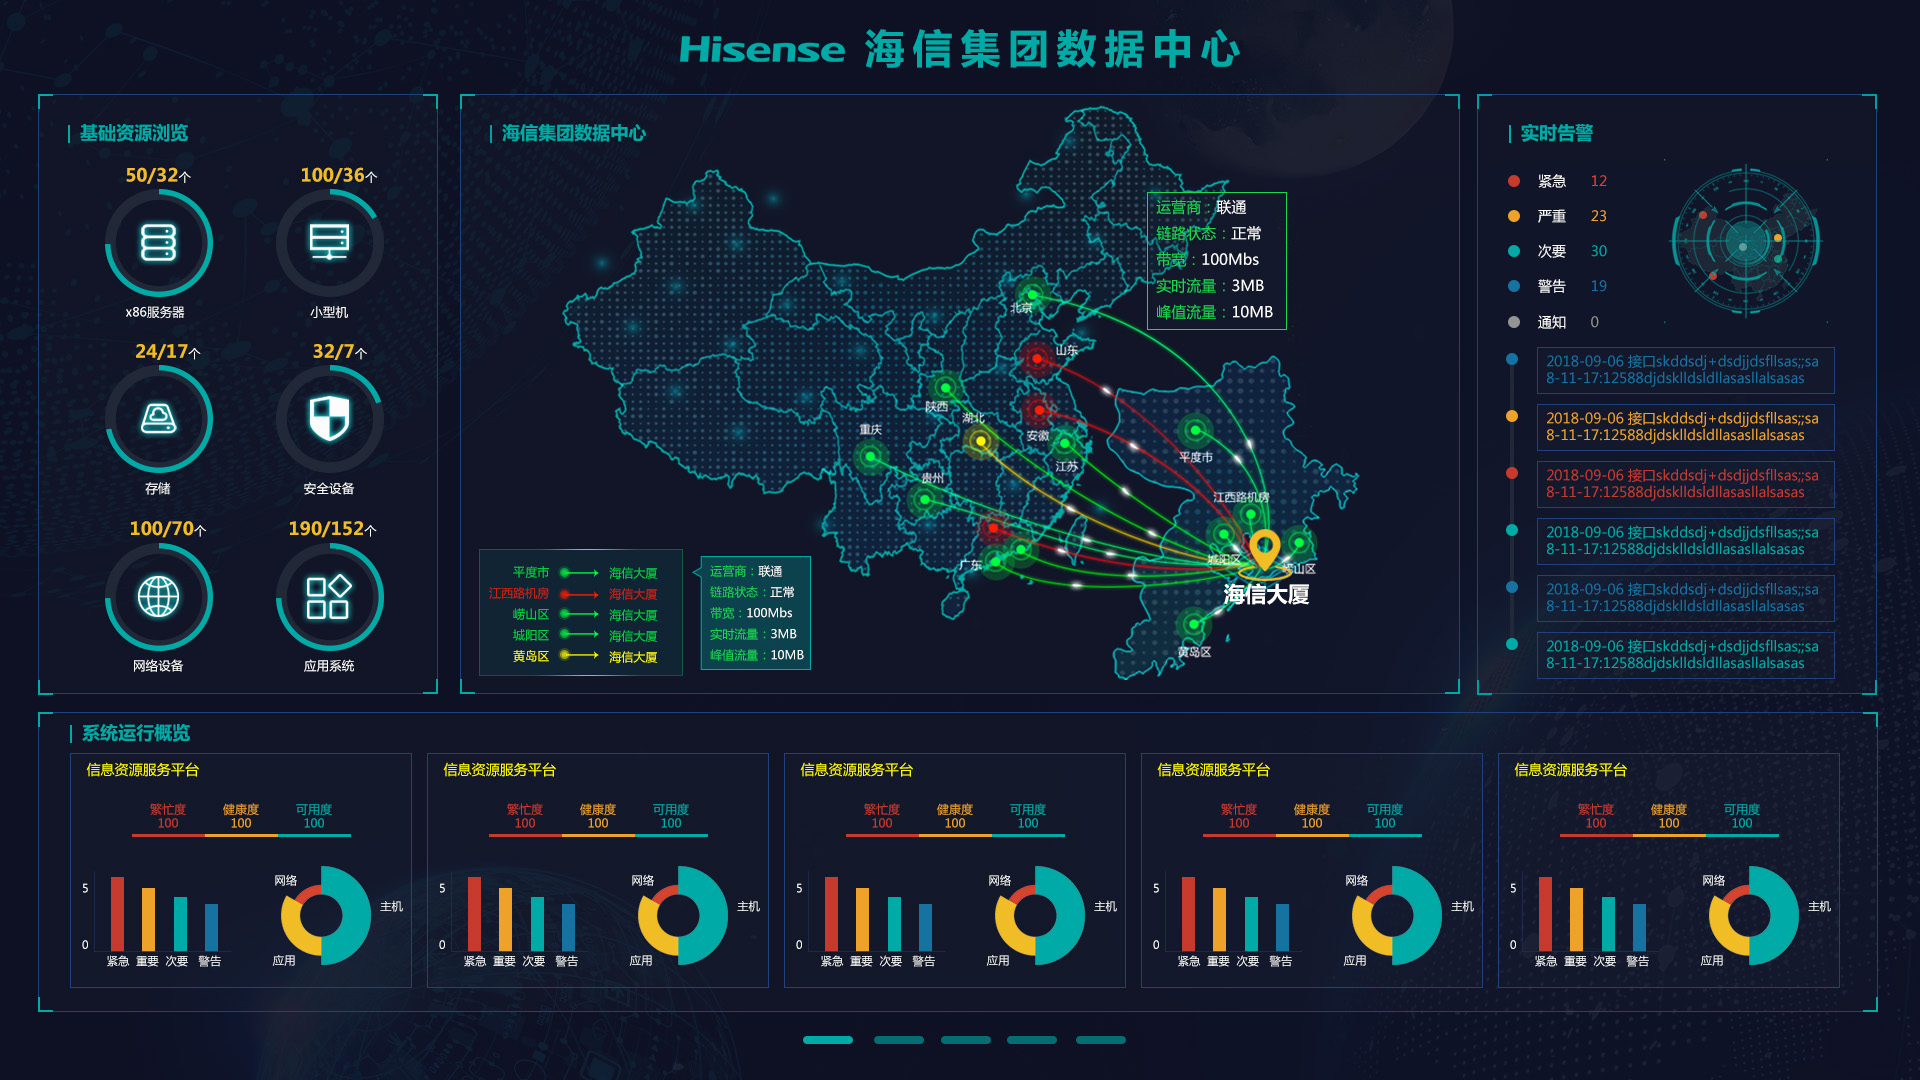 Hisense 海信集团数据中心
基础资源浏览
50/32个
100/36个
x86服务器
小型机
24/17个
32/7个
存储
安全设备
100/70个
190/152个
网络设备
应用系统
海信集团数据中心
运营商：联通
链路状态：正常
带宽：100Mbs
实时流量：3MB
峰值流量：10MB
北京
山东
陕西
湖北
重庆
安徽
江苏
平度市
贵州
江西路机房
城阳区
崂山区
广东
海信大厦
黄岛区
平度市 海信大厦
江西路机房 海信大厦
崂山区 海信大厦
城阳区 海信大厦
黄岛区 海信大厦
运营商：联通
链路状态：正常
带宽：100Mbs
实时流量：3MB
峰值流量：10MB
实时告警
紧急 12
严重 23
次要 30
警告 19
通知 0
2018-09-06 接口skddsdj+dsdjjdsfllsas;;sa
8-11-17:12588djdsklldsldllasasllalsasas
2018-09-06 接口skddsdj+dsdjjdsfllsas;;sa
8-11-17:12588djdsklldsldllasasllalsasas
2018-09-06 接口skddsdj+dsdjjdsfllsas;;sa
8-11-17:12588djdsklldsldllasasllalsasas
2018-09-06 接口skddsdj+dsdjjdsfllsas;;sa
8-11-17:12588djdsklldsldllasasllalsasas
2018-09-06 接口skddsdj+dsdjjdsfllsas;;sa
8-11-17:12588djdsklldsldllasasllalsasas
2018-09-06 接口skddsdj+dsdjjdsfllsas;;sa
8-11-17:12588djdsklldsldllasasllalsasas
系统运行概览
信息资源服务平台
繁忙度 健康度 可用度
100 100 100
5
0
紧急 重要 次要 警告
网络
主机
应用
信息资源服务平台
繁忙度 健康度 可用度
100 100 100
5
0
紧急 重要 次要 警告
网络
主机
应用
信息资源服务平台
繁忙度 健康度 可用度
100 100 100
5
0
紧急 重要 次要 警告
网络
主机
应用
信息资源服务平台
繁忙度 健康度 可用度
100 100 100
5
0
紧急 重要 次要 警告
网络
主机
应用
信息资源服务平台
繁忙度 健康度 可用度
100 100 100
5
0
紧急 重要 次要 警告
网络
主机
应用